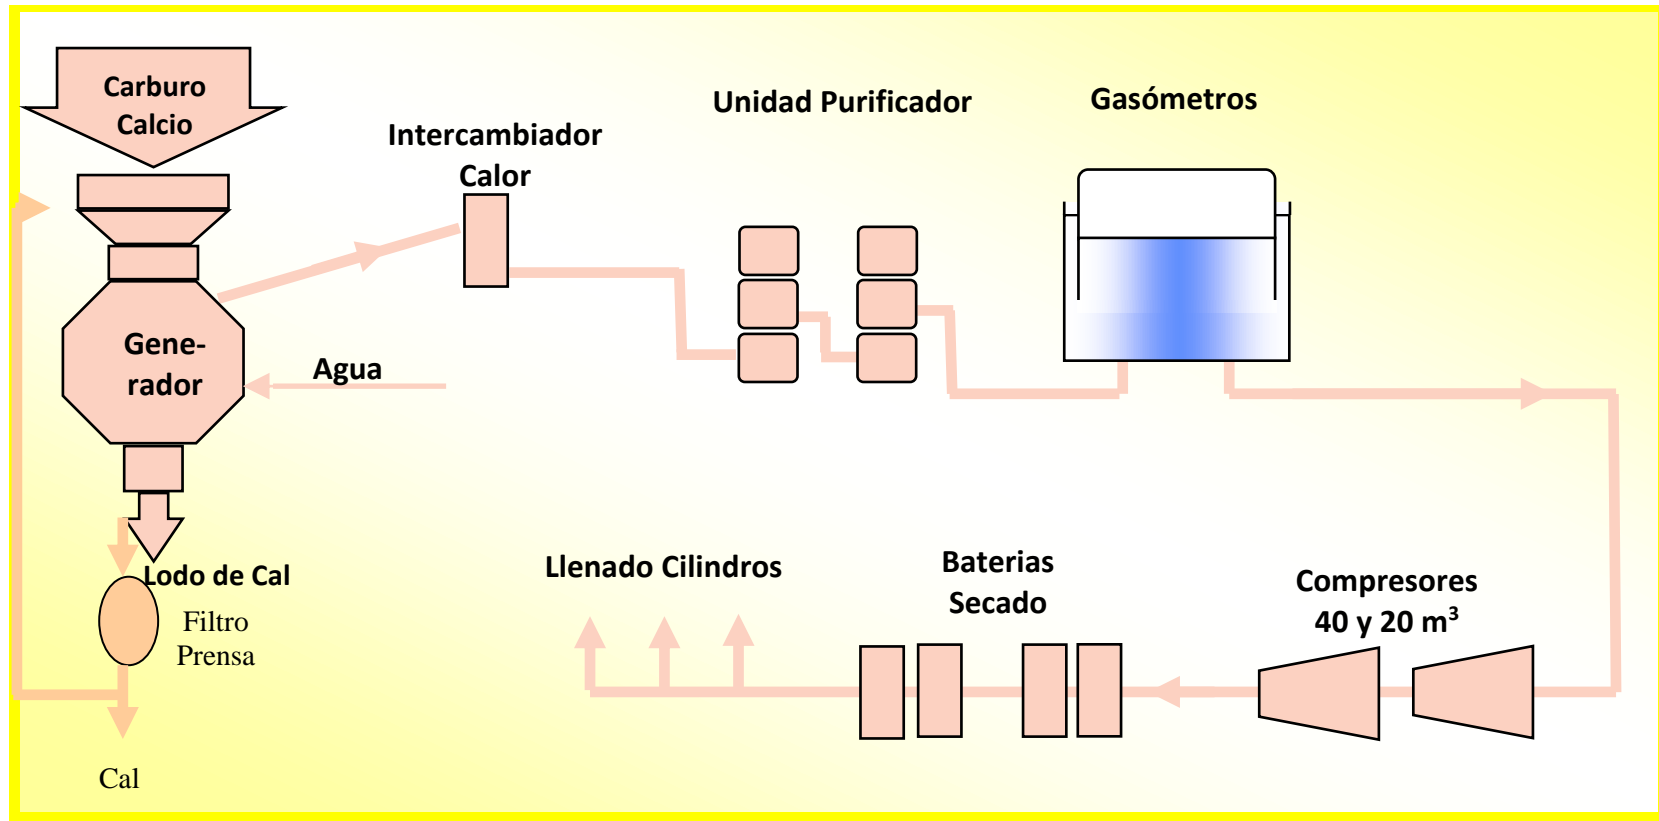 Carburo
Calcio
Intercambiador
Calor
Unidad Purificador
Gasómetros
Gene-
rador
Agua
Lodo de Cal
Filtro
Prensa
Cal
Llenado Cilindros
Baterias
Secado
Compresores
40 y 20 m³